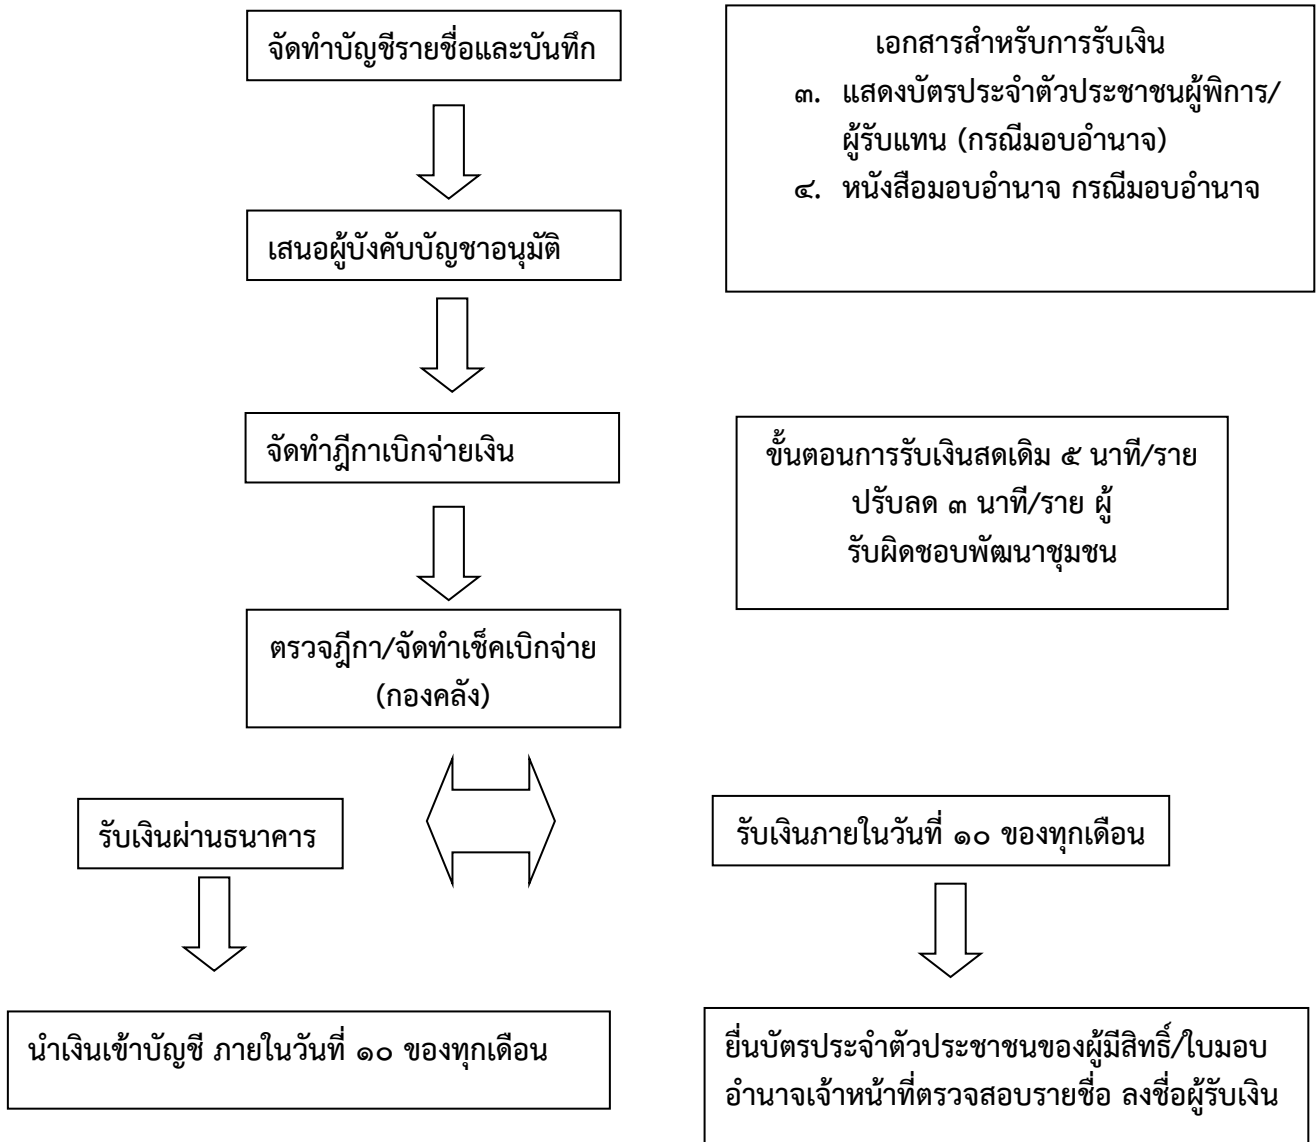 จัดทำบัญชีรายชื่อและบันทึก
เอกสารสำหรับการรับเงิน
๓. แสดงบัตรประจำตัวประชาชนผู้พิการ/
ผู้รับแทน (กรณีมอบอำนาจ)
๔. หนังสือมอบอำนาจ กรณีมอบอำนาจ
เสนอผู้บังคับบัญชาอนุมัติ
จัดทำฎีกาเบิกจ่ายเงิน
ขั้นตอนการรับเงินสดเดิม ๕ นาที/ราย
ปรับลด ๓ นาที/ราย ผู้
รับผิดชอบพัฒนาชุมชน
ตรวจฎีกา/จัดทำเช็คเบิกจ่าย
(กองคลัง)
รับเงินผ่านธนาคาร
รับเงินภายในวันที่ ๑๐ ของทุกเดือน
นำเงินเข้าบัญชี ภายในวันที่ ๑๐ ของทุกเดือน
ยื่นบัตรประจำตัวประชาชนของผู้มีสิทธิ์/ใบมอบ
อำนาจเจ้าหน้าที่ตรวจสอบรายชื่อ ลงชื่อผู้รับเงิน